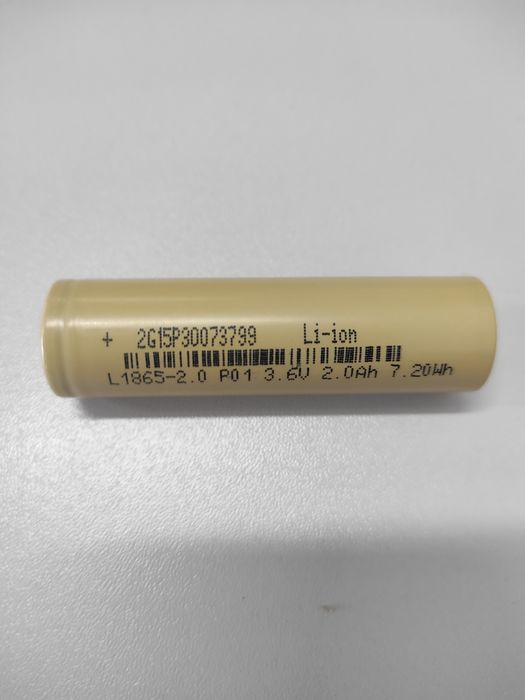 + 2G15P30073799 Li-ion
L1865-2.0 P01 3.6V 2.0Ah 7.20Wh